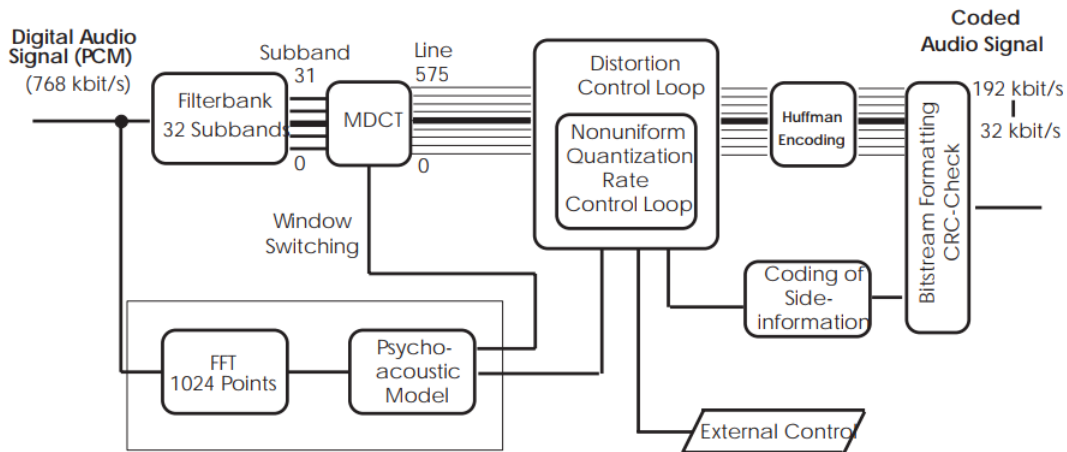 Digital Audio
Signal (PCM)
(768 kbit/s)
Filterbank
32 Subbands
Subband
31
0
MDCT
Line
575
0
Window
Switching
FFT
1024 Points
Psycho-
acoustic
Model
Distortion
Control Loop
Nonuniform
Quantization
Rate
Control Loop
Huffman
Encoding
Coding of
Side-
information
External Control
Bitstream Formatting
CRC-Check
Coded
Audio Signal
192 kbit/s
32 kbit/s